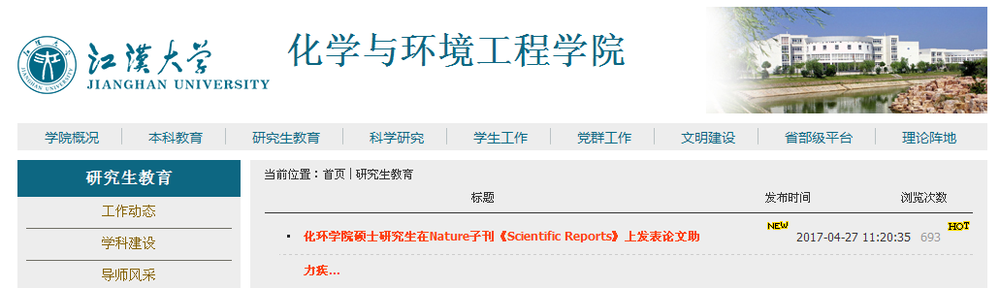 江漢大学
JIANGHAN UNIVERSITY
化学与环境工程学院
学院概况 本科教育 研究生教育 科学研究 学生工作 党群工作 文明建设 省部级平台 理论阵地
研究生教育
工作动态
学科建设
导师风采
当前位置：首页 | 研究生教育
标题 发布时间 浏览次数
化环学院硕士研究生在Nature子刊《Scientific Reports》上发表论文助 NEW 2017-04-27 11:20:35 693 HOT
力疾...